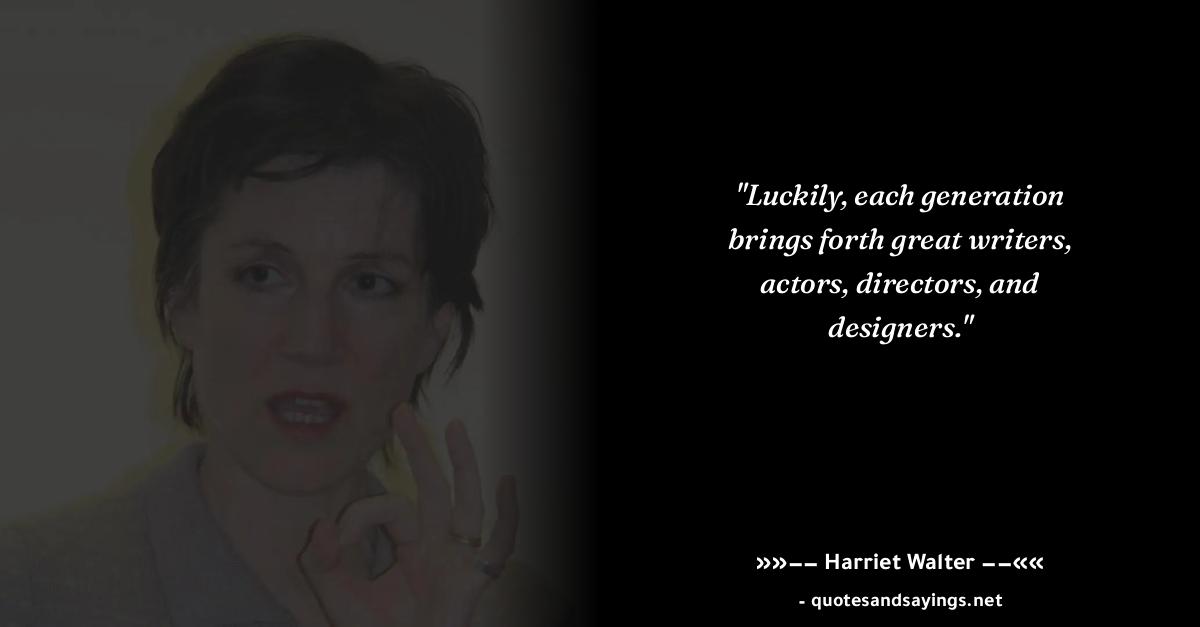 "Luckily, each generation
brings forth great writers,
actors, directors, and
designers."
»»–– Harriet Walter ––««
- quotesandsayings.net